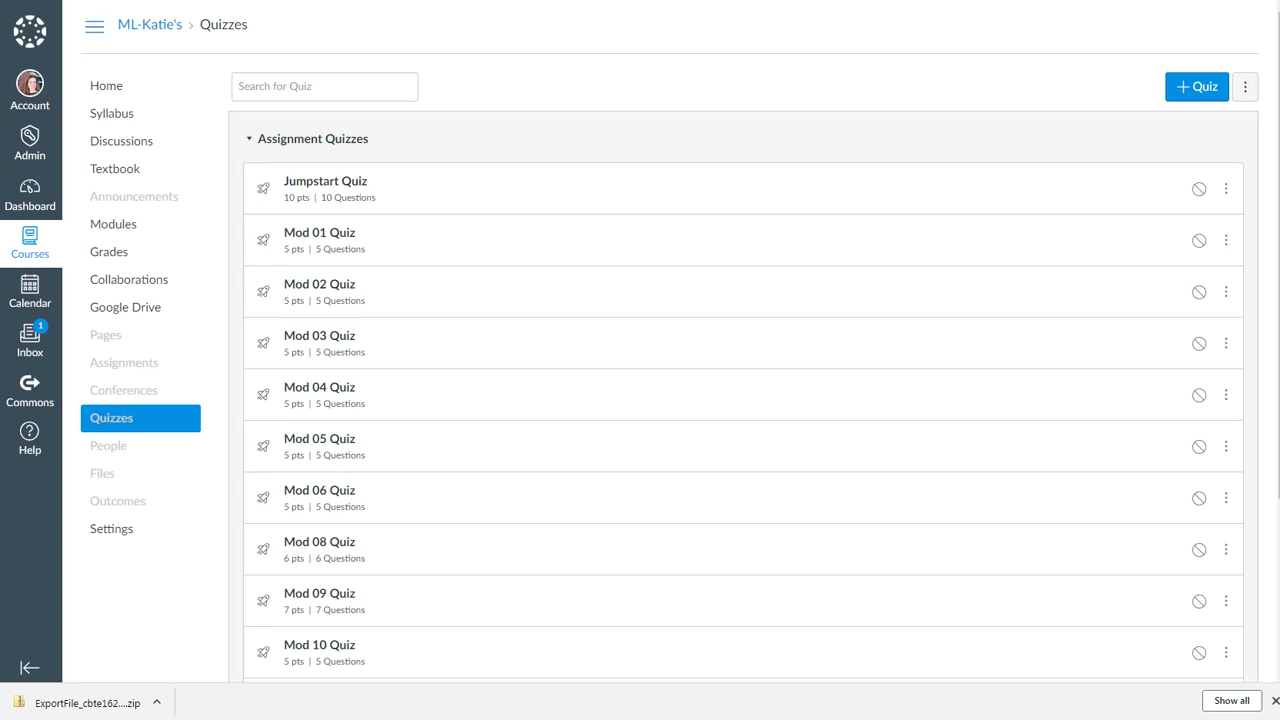 ML-Katie's › Quizzes
Account
Admin
Dashboard
Courses
Calendar
1
Inbox
Commons
Help
Home
Syllabus
Discussions
Textbook
Announcements
Modules
Grades
Collaborations
Google Drive
Pages
Assignments
Conferences
Quizzes
People
Files
Outcomes
Settings
Search for Quiz
+ Quiz
Assignment Quizzes
Jumpstart Quiz
10 pts | 10 Questions
Mod 01 Quiz
5 pts | 5 Questions
Mod 02 Quiz
5 pts | 5 Questions
Mod 03 Quiz
5 pts | 5 Questions
Mod 04 Quiz
5 pts | 5 Questions
Mod 05 Quiz
5 pts | 5 Questions
Mod 06 Quiz
5 pts | 5 Questions
Mod 08 Quiz
6 pts | 6 Questions
Mod 09 Quiz
7 pts | 7 Questions
Mod 10 Quiz
5 pts | 5 Questions
ExportFile_cbte162....zip
Show all